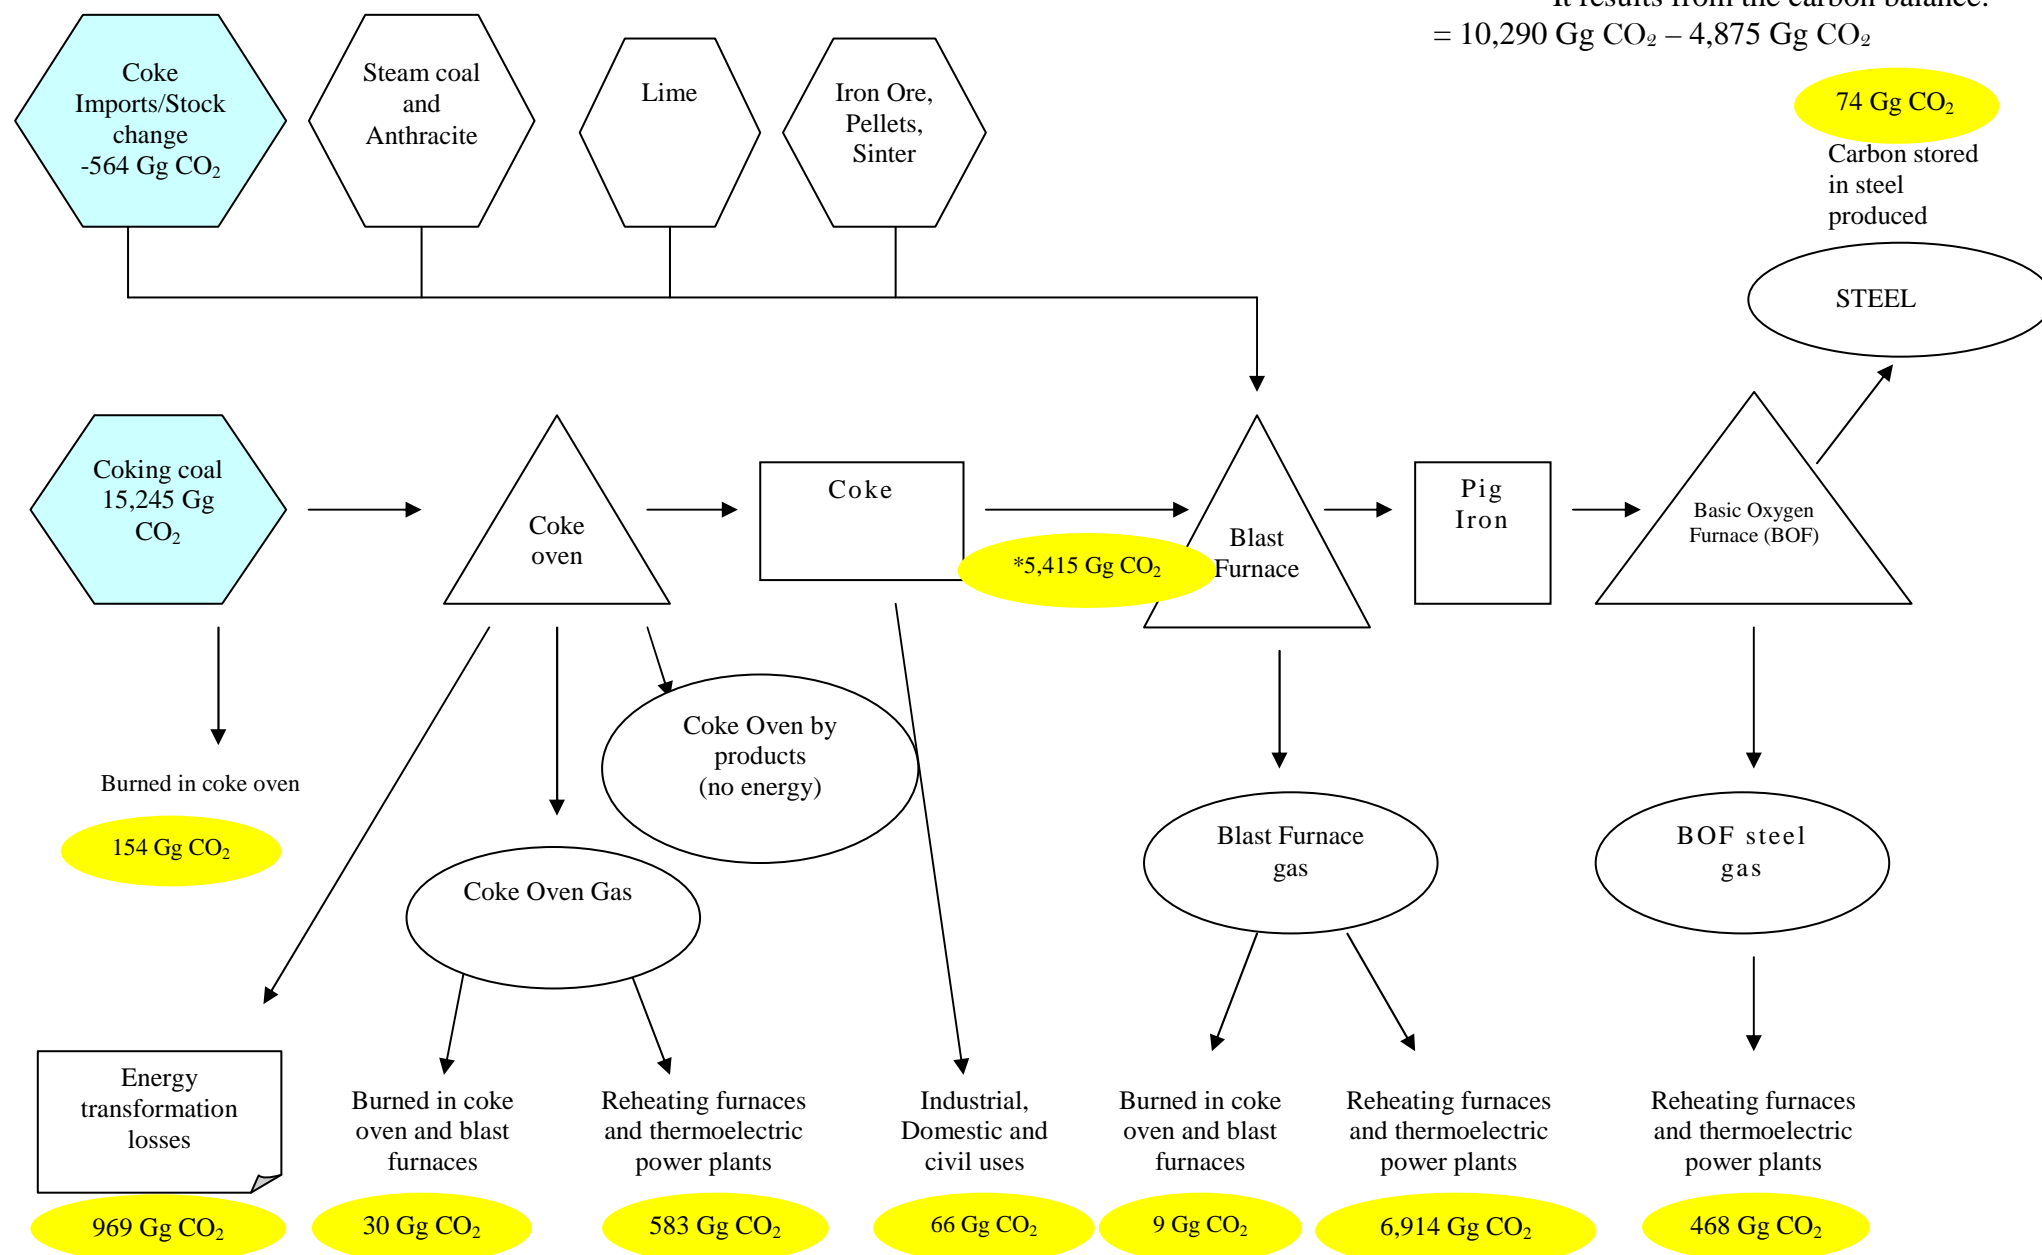 It results from the carbon balance:
= 10,290 Gg CO₂ – 4,875 Gg CO₂
Coke
Imports/Stock
change
-564 Gg CO₂
Steam coal
and
Anthracite
Lime
Iron Ore,
Pellets,
Sinter
74 Gg CO₂
Carbon stored
in steel
produced
STEEL
Coking coal
15,245 Gg
CO₂
Coke
oven
Coke
*5,415 Gg CO₂
Blast
Furnace
Pig
Iron
Basic Oxygen
Furnace (BOF)
Burned in coke oven
154 Gg CO₂
Coke Oven by
products
(no energy)
Coke Oven Gas
Blast Furnace
gas
BOF steel
gas
Energy
transformation
losses
969 Gg CO₂
Burned in coke
oven and blast
furnaces
30 Gg CO₂
Reheating furnaces
and thermoelectric
power plants
583 Gg CO₂
Industrial,
Domestic and
civil uses
66 Gg CO₂
Burned in coke
oven and blast
furnaces
9 Gg CO₂
Reheating furnaces
and thermoelectric
power plants
6,914 Gg CO₂
Reheating furnaces
and thermoelectric
power plants
468 Gg CO₂